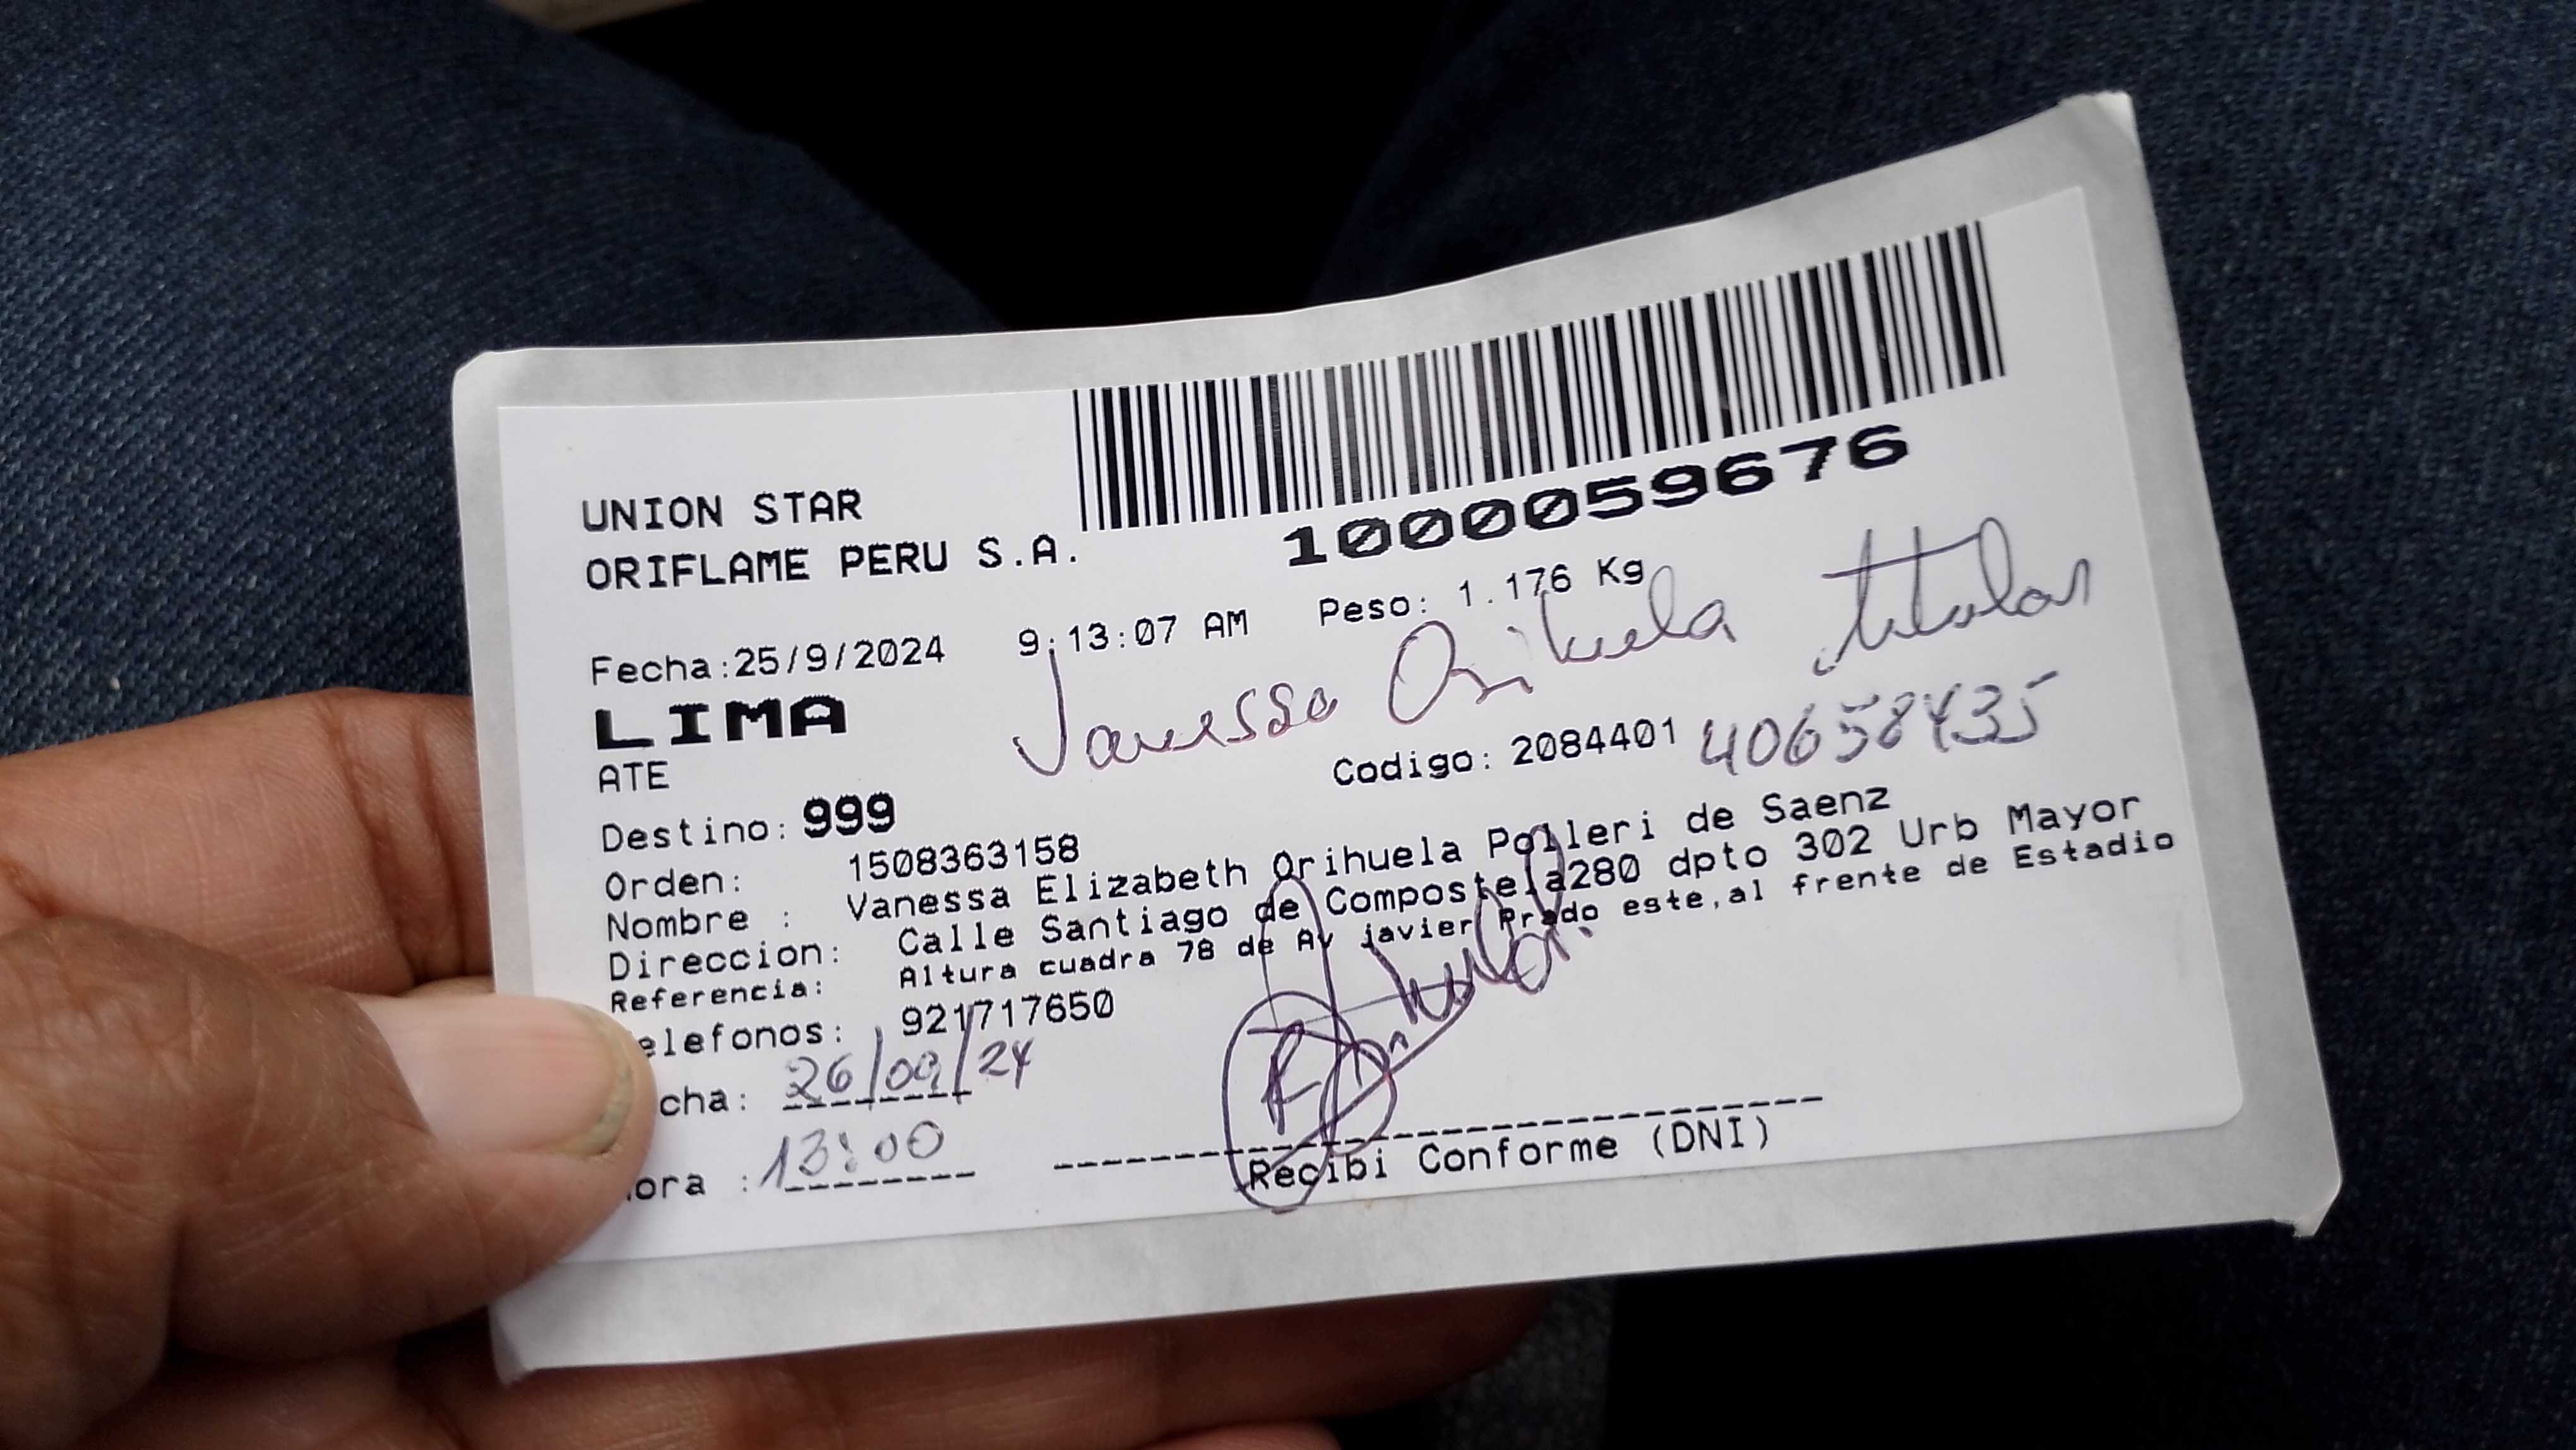 1000059676
UNION STAR
ORIFLAME PERU S.A.
Fecha:25/9/2024 9:13:07 AM Peso: 1.176 Kg
Vanessa Orihuela titular
LIMA
ATE
Codigo: 2084401 40658435
Destino: 999
Orden: 1508363158
Nombre : Vanessa Elizabeth Orihuela Polleri de Saenz
Direccion: Calle Santiago de Compostela280 dpto 302 Urb Mayor
Referencia: Altura cuadra 78 de Av javier Prado este,al frente de Estadio
elefonos: 921717650
cha: 26/09/24
ora : 13:00
Recibi Conforme (DNI)